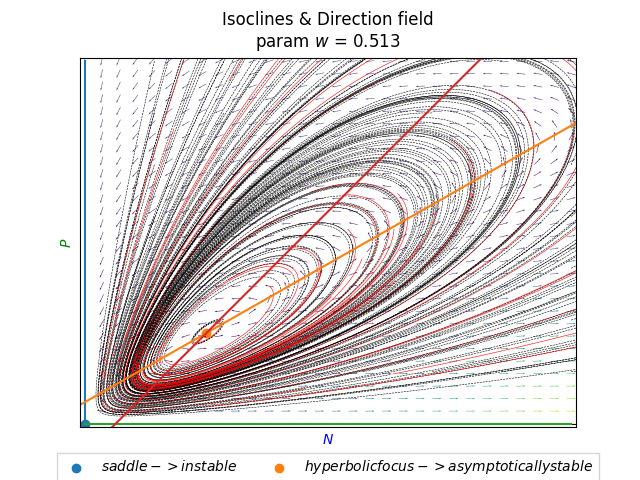 Isoclines & Direction field
param w = 0.513
P
N
saddle−>instable
hyperbolicfocus−>asymptoticallystable